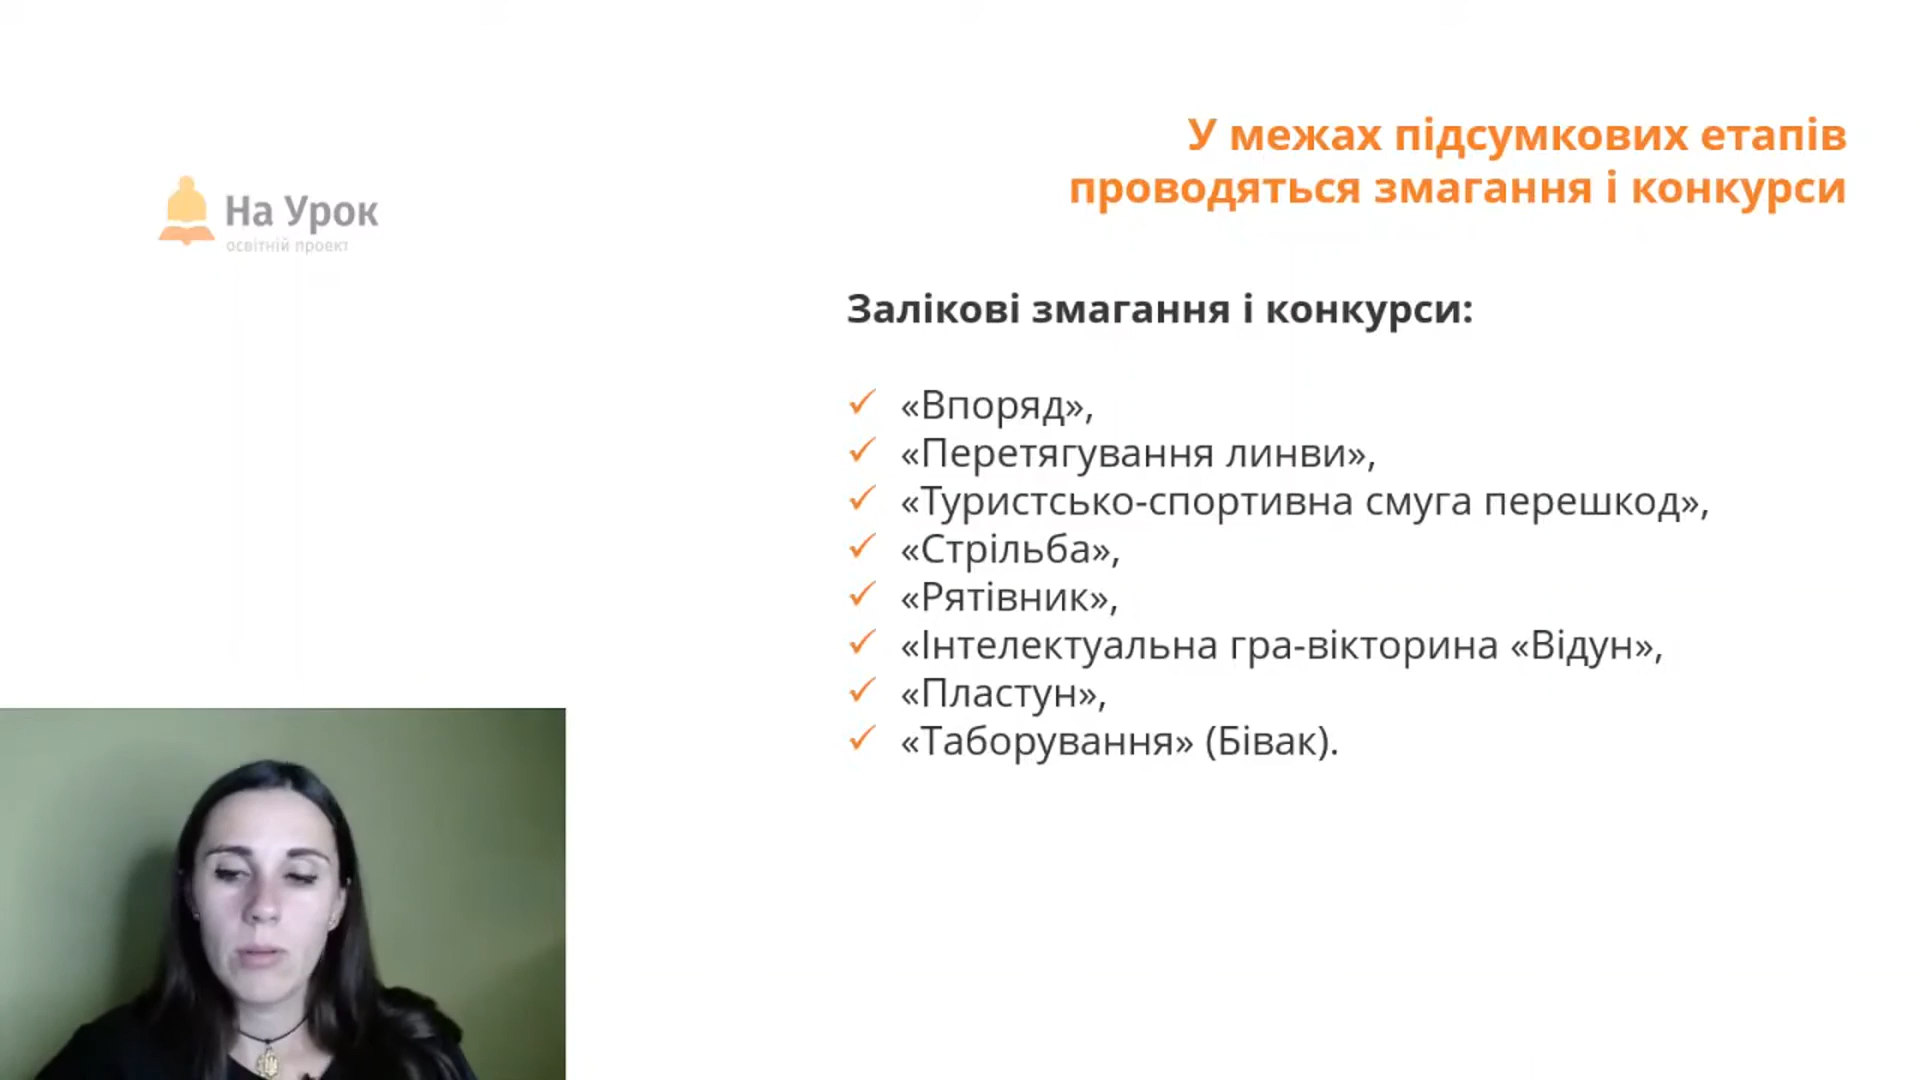 У межах підсумкових етапів
проводяться змагання і конкурси
На Урок
освітній проект
Залікові змагання і конкурси:
«Впоряд»,
«Перетягування линви»,
«Туристсько-спортивна смуга перешкод»,
«Стрільба»,
«Рятівник»,
«Інтелектуальна гра-вікторина «Відун»,
«Пластун»,
«Таборування» (Бівак).